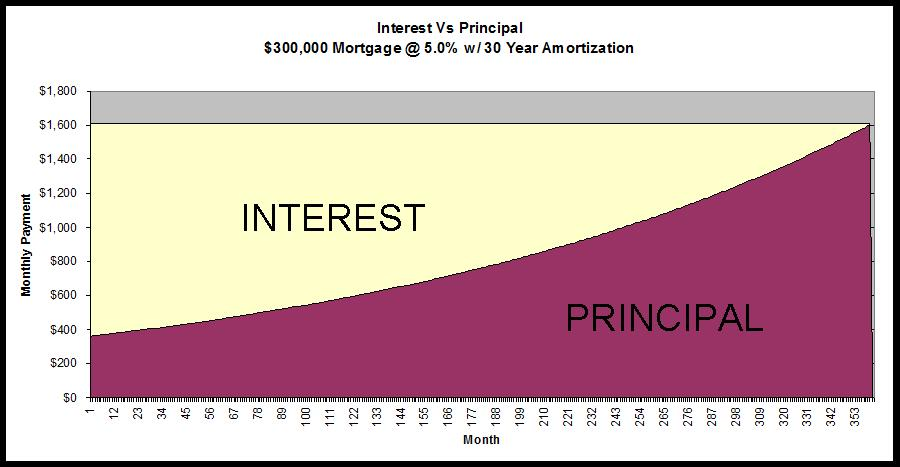 Interest Vs Principal
$300,000 Mortgage @ 5.0% w/ 30 Year Amortization
$1,800
$1,600
$1,400
$1,200
$1,000
$800
$600
$400
$200
$0
Monthly Payment
INTEREST
PRINCIPAL
1 12 23 34 45 56 67 78 89 100 111 122 133 144 155 166 177 188 199 210 221 232 243 254 265 276 287 298 309 320 331 342 353
Month